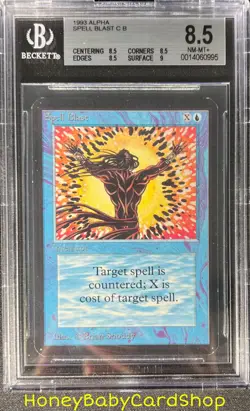 BECKETT
1993 ALPHA
SPELL BLAST C B
CENTERING 8.5 CORNERS 8.5
EDGES 8.5 SURFACE 9
8.5
NM-MT+
0014060995
Spell Blast X
Target spell is
countered; X is
cost of target spell.
Illus.
HoneyBabyCardShop